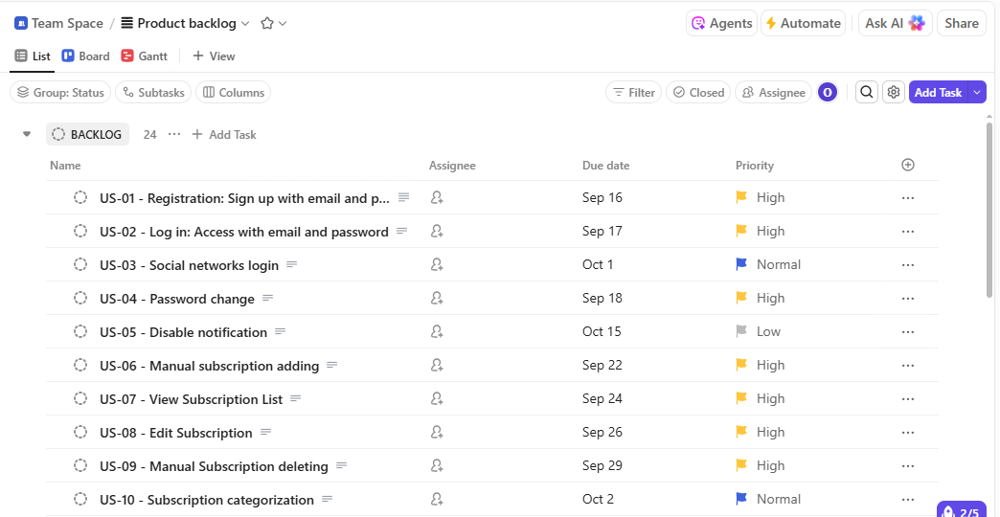 Team Space / Product backlog Agents Automate Ask AI Share
List Board Gantt + View
Group: Status Subtasks Columns Filter Closed Assignee O Add Task
BACKLOG 24 ... + Add Task
Name Assignee Due date Priority
US-01 - Registration: Sign up with email and p... Sep 16 High ...
US-02 - Log in: Access with email and password Sep 17 High ...
US-03 - Social networks login Oct 1 Normal ...
US-04 - Password change Sep 18 High ...
US-05 - Disable notification Oct 15 Low ...
US-06 - Manual subscription adding Sep 22 High ...
US-07 - View Subscription List Sep 24 High ...
US-08 - Edit Subscription Sep 26 High ...
US-09 - Manual Subscription deleting Sep 29 High ...
US-10 - Subscription categorization Oct 2 Normal ...
2/5